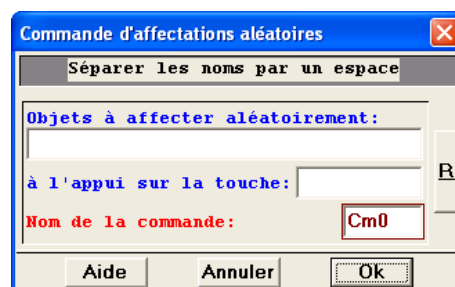 Commande d'affectations aléatoires
Séparer les noms par un espace
Objets à affecter aléatoirement:
à l'appui sur la touche:
R
Nom de la commande:
Cm0
Aide
Annuler
Ok